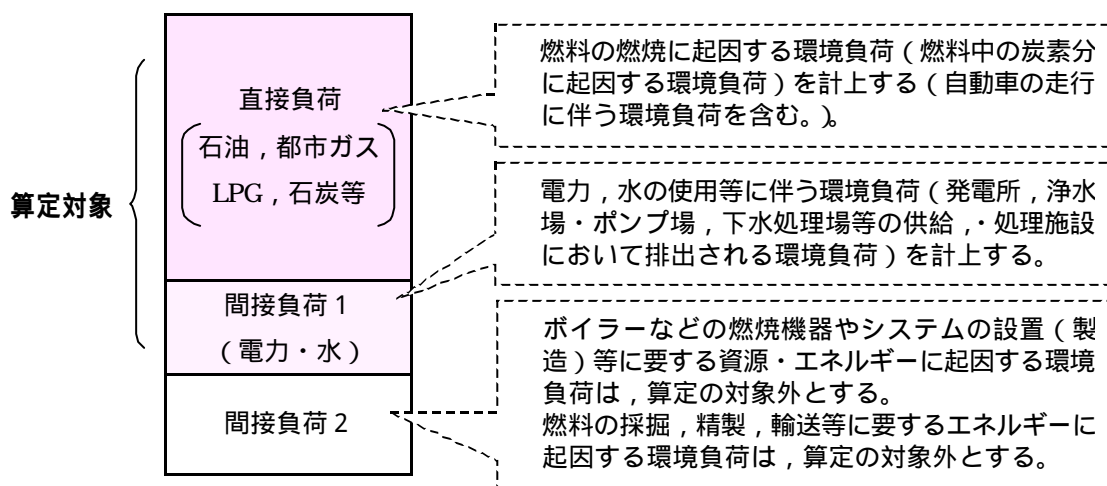 算定対象
直接負荷
石油，都市ガス
LPG，石炭等
間接負荷1
（電力・水）
間接負荷2
燃料の燃焼に起因する環境負荷（燃料中の炭素分
に起因する環境負荷）を計上する（自動車の走行
に伴う環境負荷を含む。)。
電力，水の使用等に伴う環境負荷（発電所，浄水
場・ポンプ場，下水処理場等の供給，・処理施設
において排出される環境負荷）を計上する。
ボイラーなどの燃焼機器やシステムの設置（製
造）等に要する資源・エネルギーに起因する環境
負荷は，算定の対象外とする。
燃料の採掘，精製，輸送等に要するエネルギーに
起因する環境負荷は，算定の対象外とする。